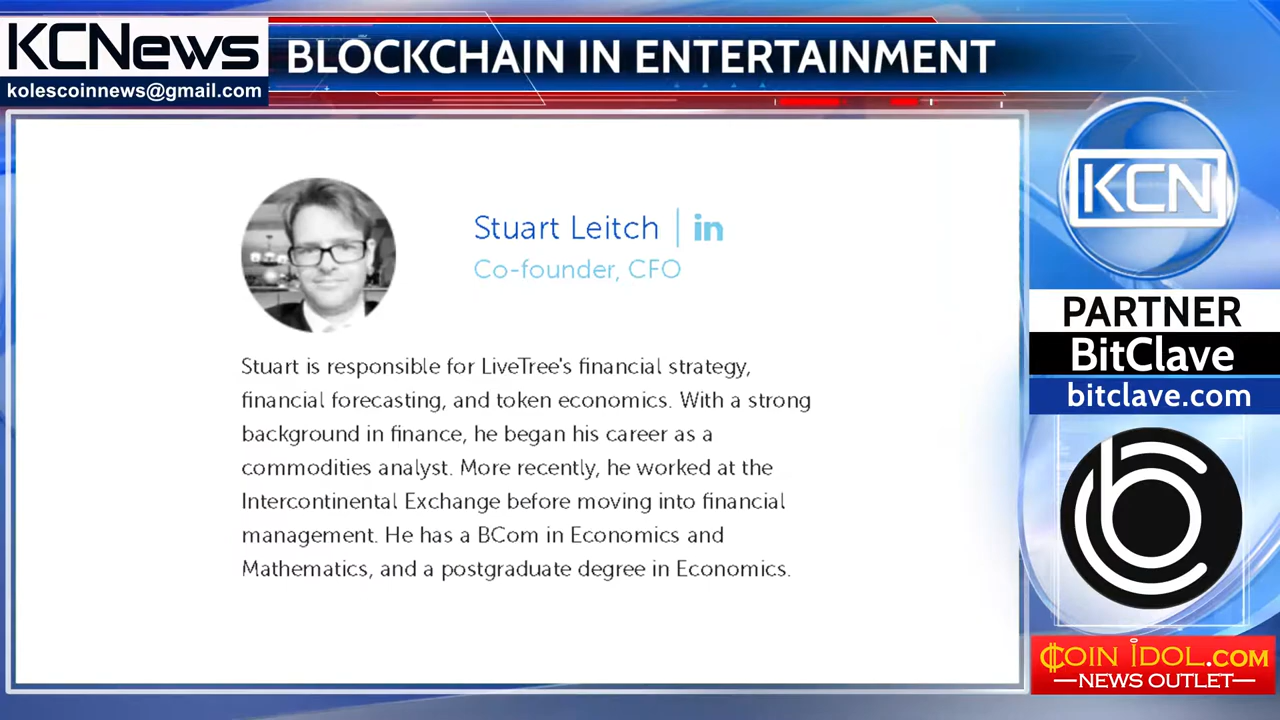 KCNews
kolescoinnews@gmail.com
BLOCKCHAIN IN ENTERTAINMENT
Stuart Leitch | in
Co-founder, CFO
Stuart is responsible for LiveTree's financial strategy,
financial forecasting, and token economics. With a strong
background in finance, he began his career as a
commodities analyst. More recently, he worked at the
Intercontinental Exchange before moving into financial
management. He has a BCom in Economics and
Mathematics, and a postgraduate degree in Economics.
KCN
PARTNER
BitClave
bitclave.com
COIN IDOL.COM
NEWS OUTLET